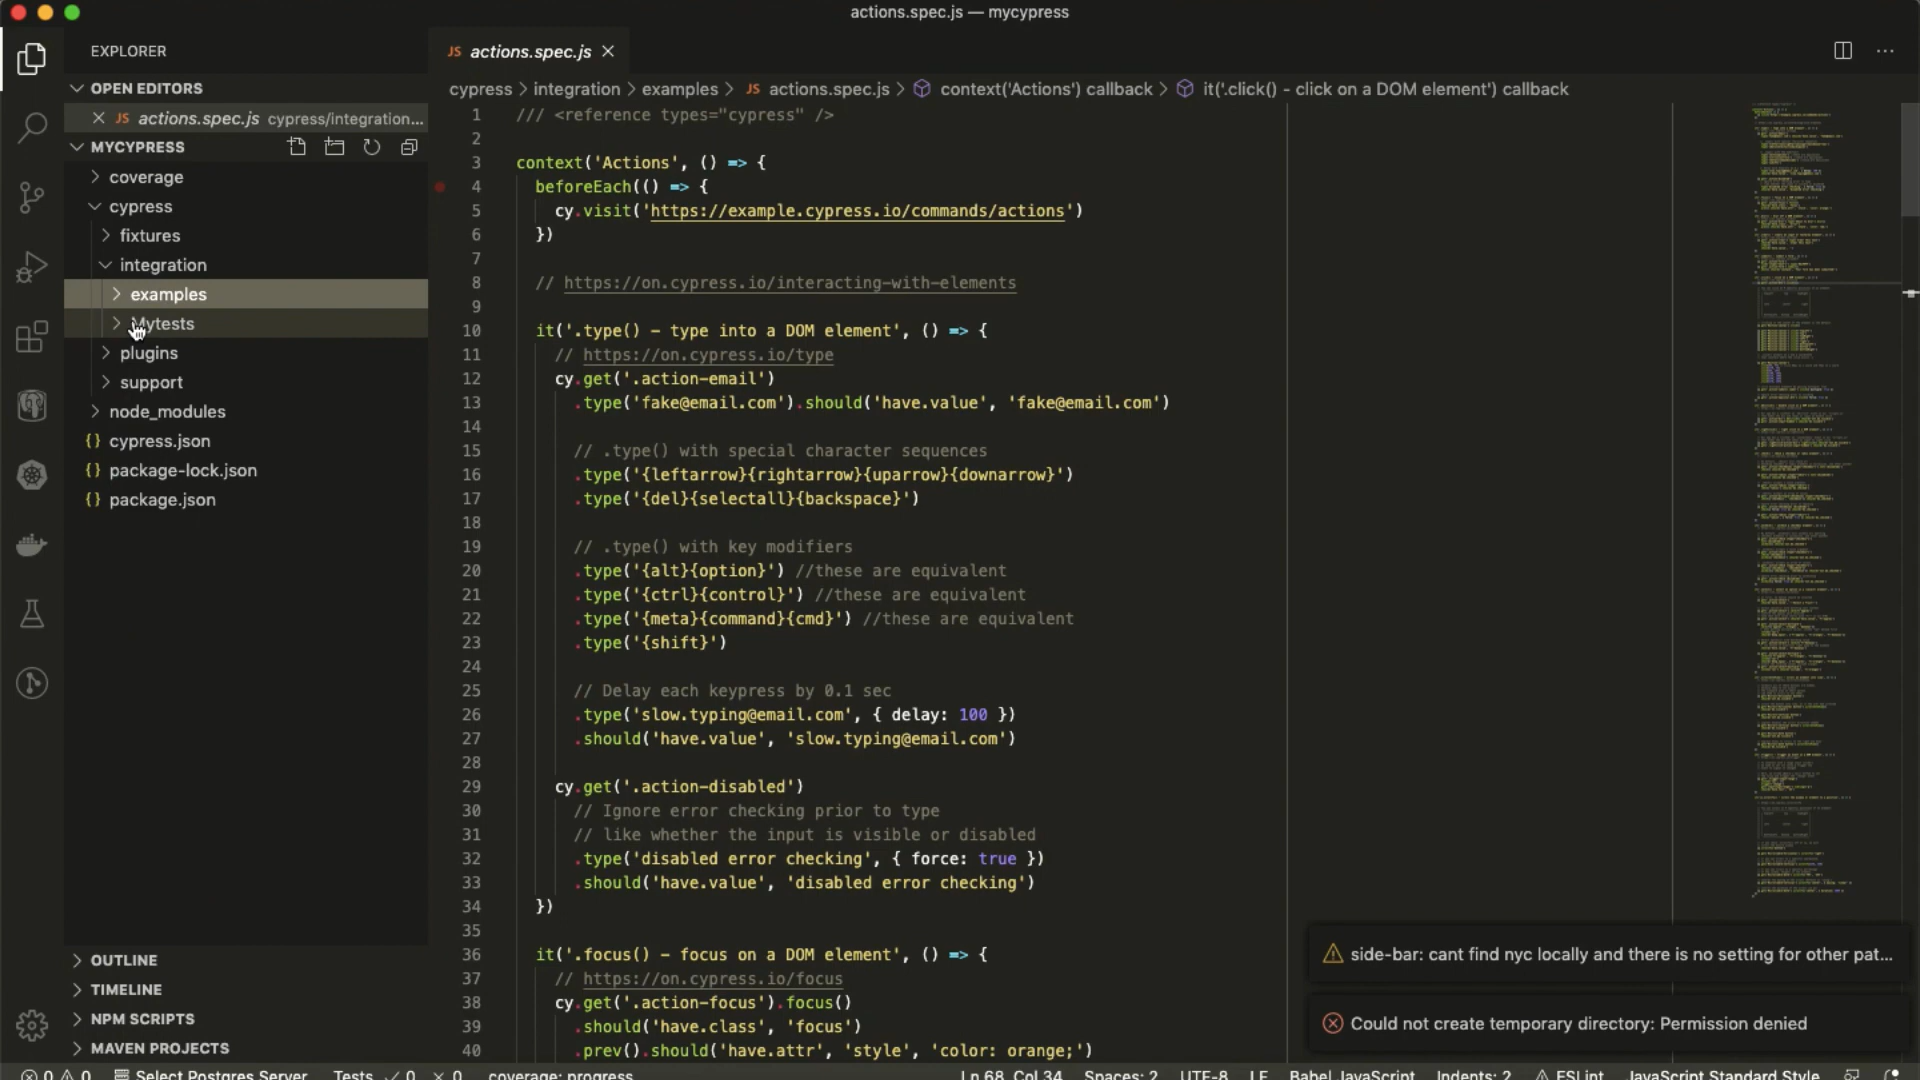 actions.spec.js — mycypress
EXPLORER
OPEN EDITORS
JS actions.spec.js cypress/integration...
MYCYPRESS
coverage
cypress
fixtures
integration
examples
Mytests
plugins
support
node_modules
{} cypress.json
{} package-lock.json
{} package.json
OUTLINE
TIMELINE
NPM SCRIPTS
MAVEN PROJECTS
JS actions.spec.js
cypress > integration > examples > JS actions.spec.js > context('Actions') callback > it('.click() - click on a DOM element') callback
1 /// <reference types="cypress" />
2
3 context('Actions', () => {
4 beforeEach(() => {
5 cy.visit('https://example.cypress.io/commands/actions')
6 })
7
8 // https://on.cypress.io/interacting-with-elements
9
10 it('.type() - type into a DOM element', () => {
11 // https://on.cypress.io/type
12 cy.get('.action-email')
13 .type('fake@email.com').should('have.value', 'fake@email.com')
14
15 // .type() with special character sequences
16 .type('{leftarrow}{rightarrow}{uparrow}{downarrow}')
17 .type('{del}{selectall}{backspace}')
18
19 // .type() with key modifiers
20 .type('{alt}{option}') //these are equivalent
21 .type('{ctrl}{control}') //these are equivalent
22 .type('{meta}{command}{cmd}') //these are equivalent
23 .type('{shift}')
24
25 // Delay each keypress by 0.1 sec
26 .type('slow.typing@email.com', { delay: 100 })
27 .should('have.value', 'slow.typing@email.com')
28
29 cy.get('.action-disabled')
30 // Ignore error checking prior to type
31 // like whether the input is visible or disabled
32 .type('disabled error checking', { force: true })
33 .should('have.value', 'disabled error checking')
34 })
35
36 it('.focus() - focus on a DOM element', () => {
37 // https://on.cypress.io/focus
38 cy.get('.action-focus').focus()
39 .should('have.class', 'focus')
40 .prev().should('have.attr', 'style', 'color: orange;')
side-bar: cant find nyc locally and there is no setting for other pat...
Could not create temporary directory: Permission denied
0 0 Select Postgres Server Tests 0 0 coverage: progress Ln 68, Col 34 Spaces: 2 UTF-8 LF Babel JavaScript Indents: 2 ESLint JavaScript Standard Style